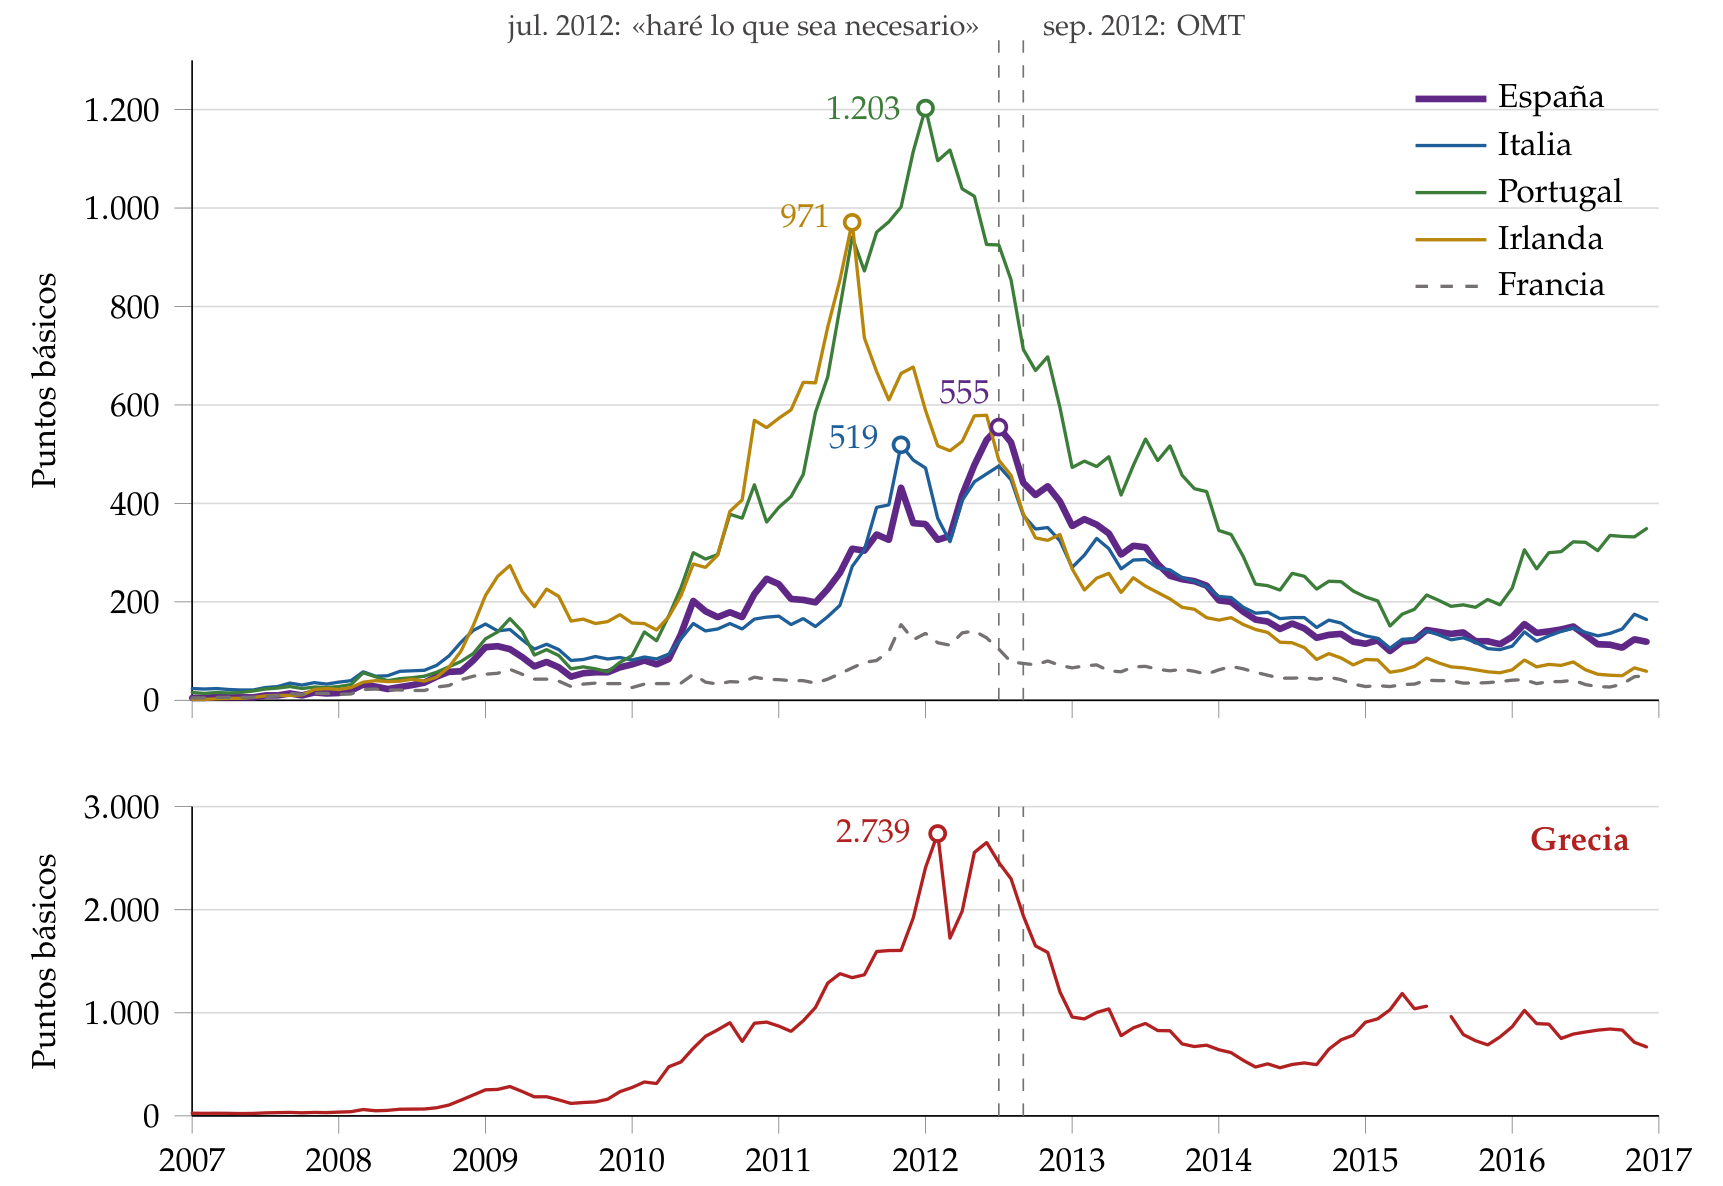 jul. 2012: «haré lo que sea necesario»
sep. 2012: OMT
Puntos básicos
1.200
1.000
800
600
400
200
0
1.203
971
555
519
España
Italia
Portugal
Irlanda
Francia
Puntos básicos
3.000
2.000
1.000
0
2.739
Grecia
2007 2008 2009 2010 2011 2012 2013 2014 2015 2016 2017